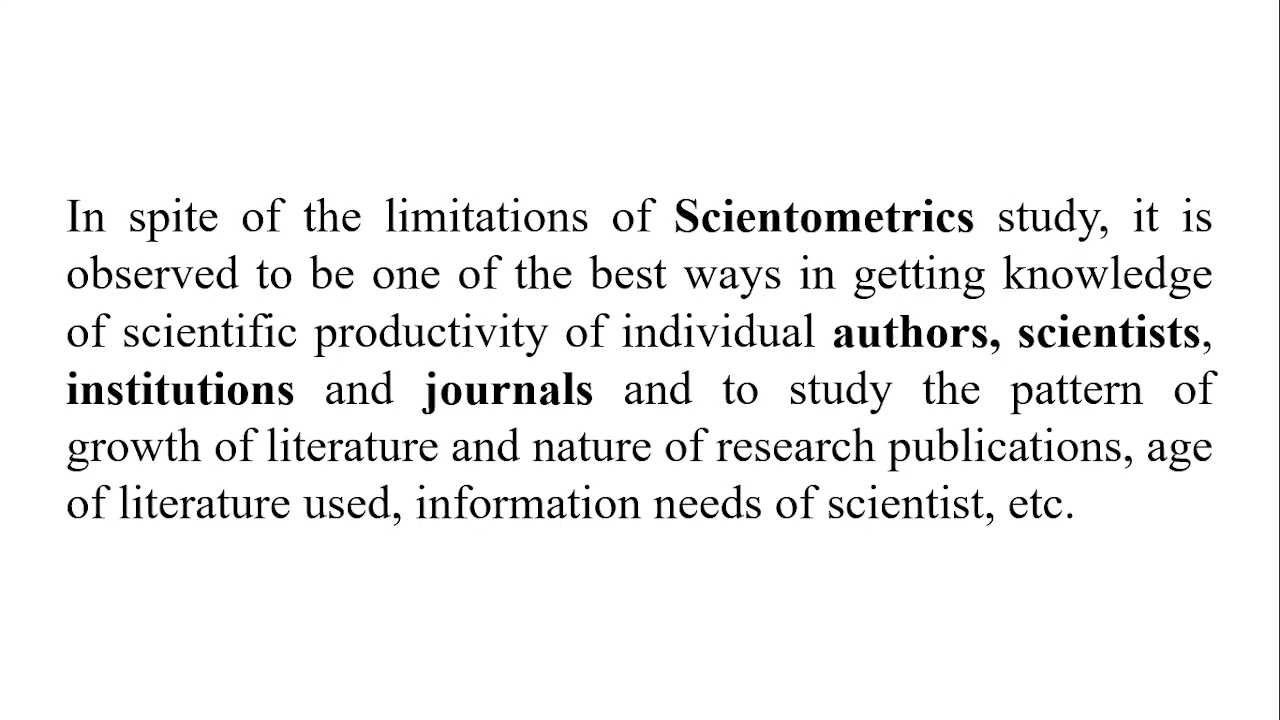 In spite of the limitations of Scientometrics study, it is
observed to be one of the best ways in getting knowledge
of scientific productivity of individual authors, scientists,
institutions and journals and to study the pattern of
growth of literature and nature of research publications, age
of literature used, information needs of scientist, etc.